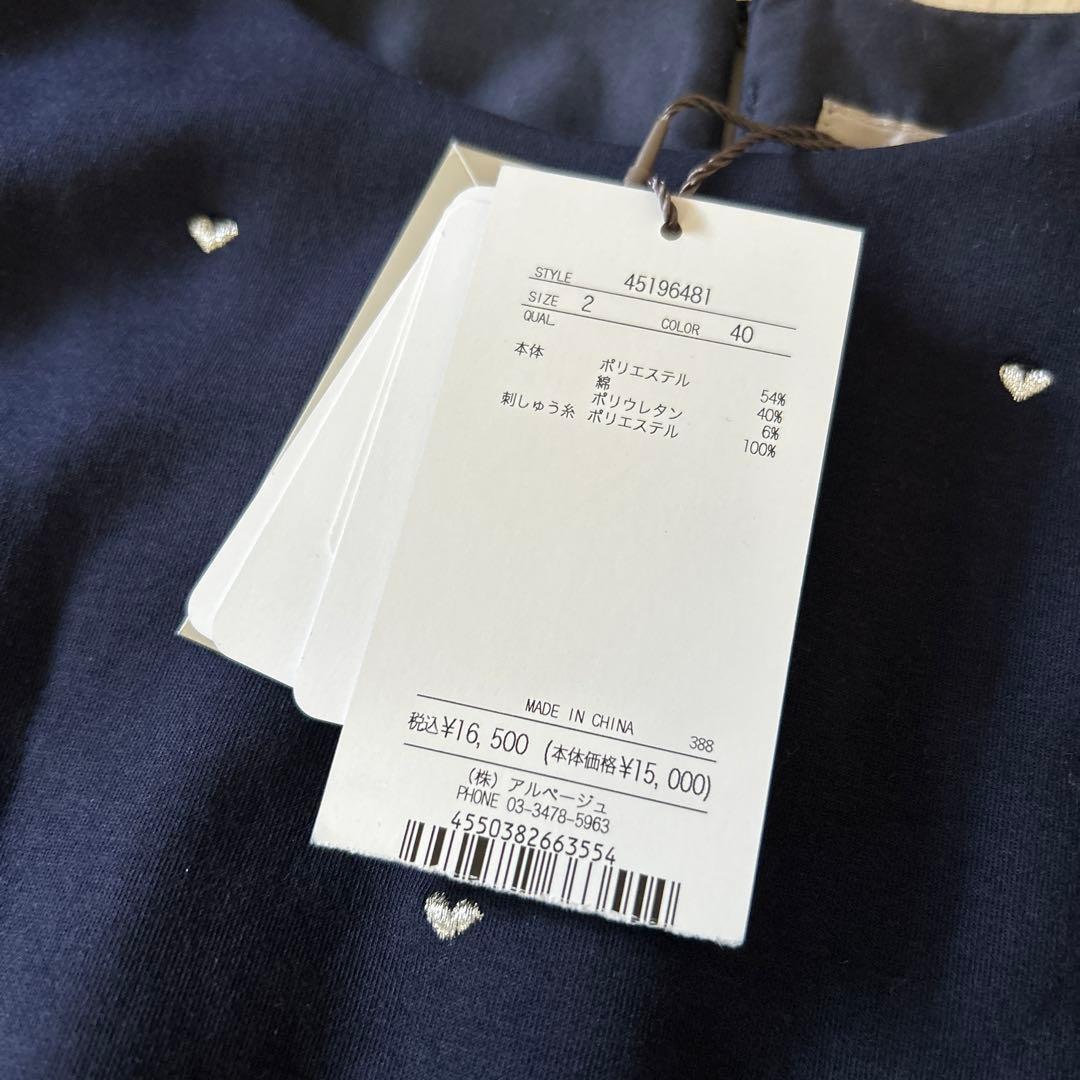 STYLE 45196481
SIZE 2 COLOR 40
QUAL
本体 ポリエステル 54%
綿 40%
ポリウレタン 6%
刺しゅう糸 ポリエステル 100%
MADE IN CHINA 388
税込¥16,500 (本体価格¥15,000)
(株) アルページュ
PHONE 03-3478-5963
4550382663554